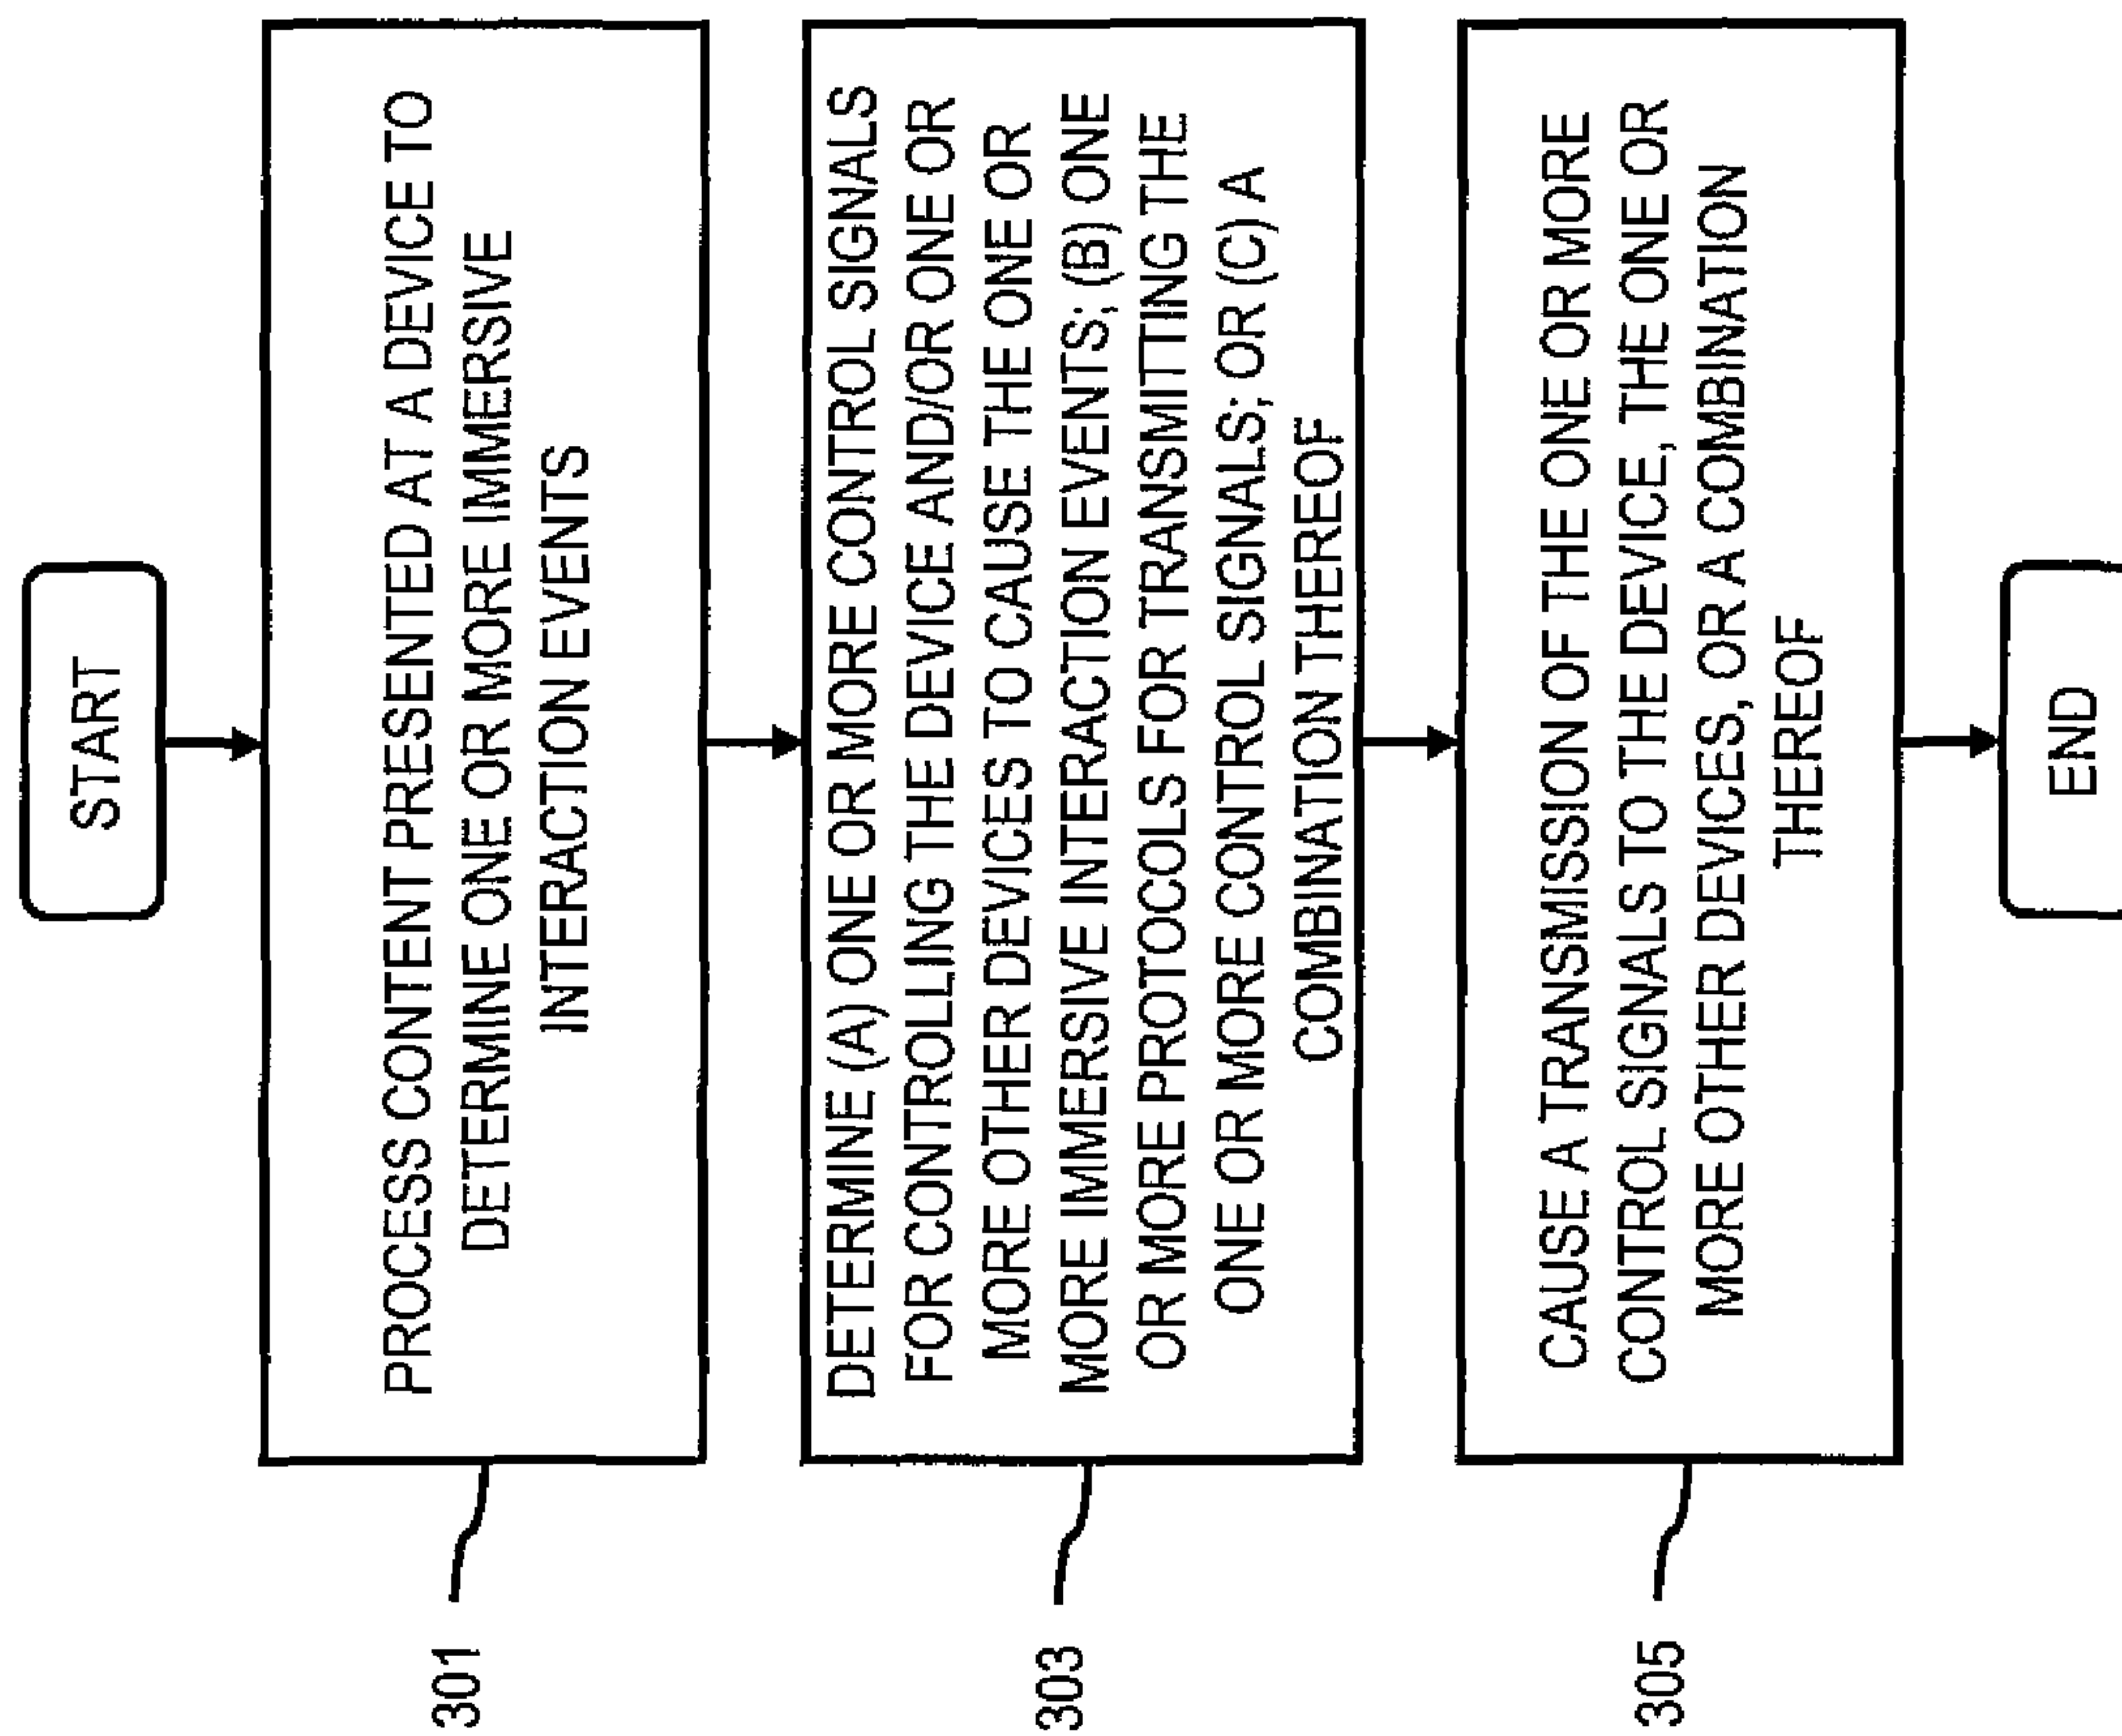 START
PROCESS CONTENT PRESENTED AT A DEVICE TO
DETERMINE ONE OR MORE IMMERSIVE
INTERACTION EVENTS
301
DETERMINE (A) ONE OR MORE CONTROL SIGNALS
FOR CONTROLLING THE DEVICE AND/OR ONE OR
MORE OTHER DEVICES TO CAUSE THE ONE OR
MORE IMMERSIVE INTERACTION EVENTS; (B) ONE
OR MORE PROTOCOLS FOR TRANSMITTING THE
ONE OR MORE CONTROL SIGNALS; OR (C) A
COMBINATION THEREOF
303
CAUSE A TRANSMISSION OF THE ONE OR MORE
CONTROL SIGNALS TO THE DEVICE, THE ONE OR
MORE OTHER DEVICES, OR A COMBINATION
THEREOF
305
END